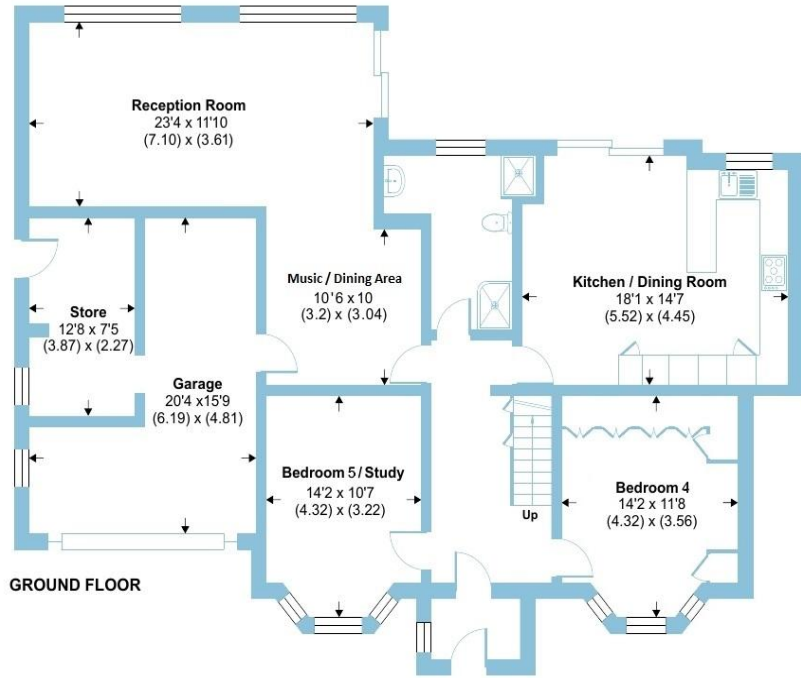 Reception Room
23'4 x 11'10
(7.10) x (3.61)
Music / Dining Area
10'6 x 10
(3.2) x (3.04)
Kitchen / Dining Room
18'1 x 14'7
(5.52) x (4.45)
Store
12'8 x 7'5
(3.87) x (2.27)
Garage
20'4 x15'9
(6.19) x (4.81)
Bedroom 5 / Study
14'2 x 10'7
(4.32) x (3.22)
Up
Bedroom 4
14'2 x 11'8
(4.32) x (3.56)
GROUND FLOOR